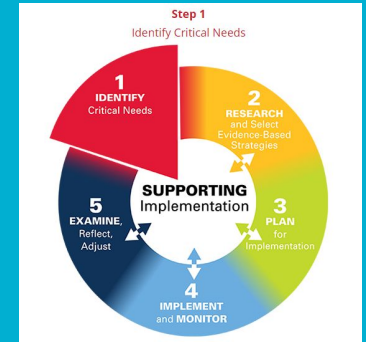 Step 1
Identify Critical Needs
1
IDENTIFY
Critical Needs
2
RESEARCH
and Select
Evidence-Based
Strategies
3
PLAN
for
Implementation
4
IMPLEMENT
and MONITOR
5
EXAMINE,
Reflect,
Adjust
SUPPORTING
Implementation